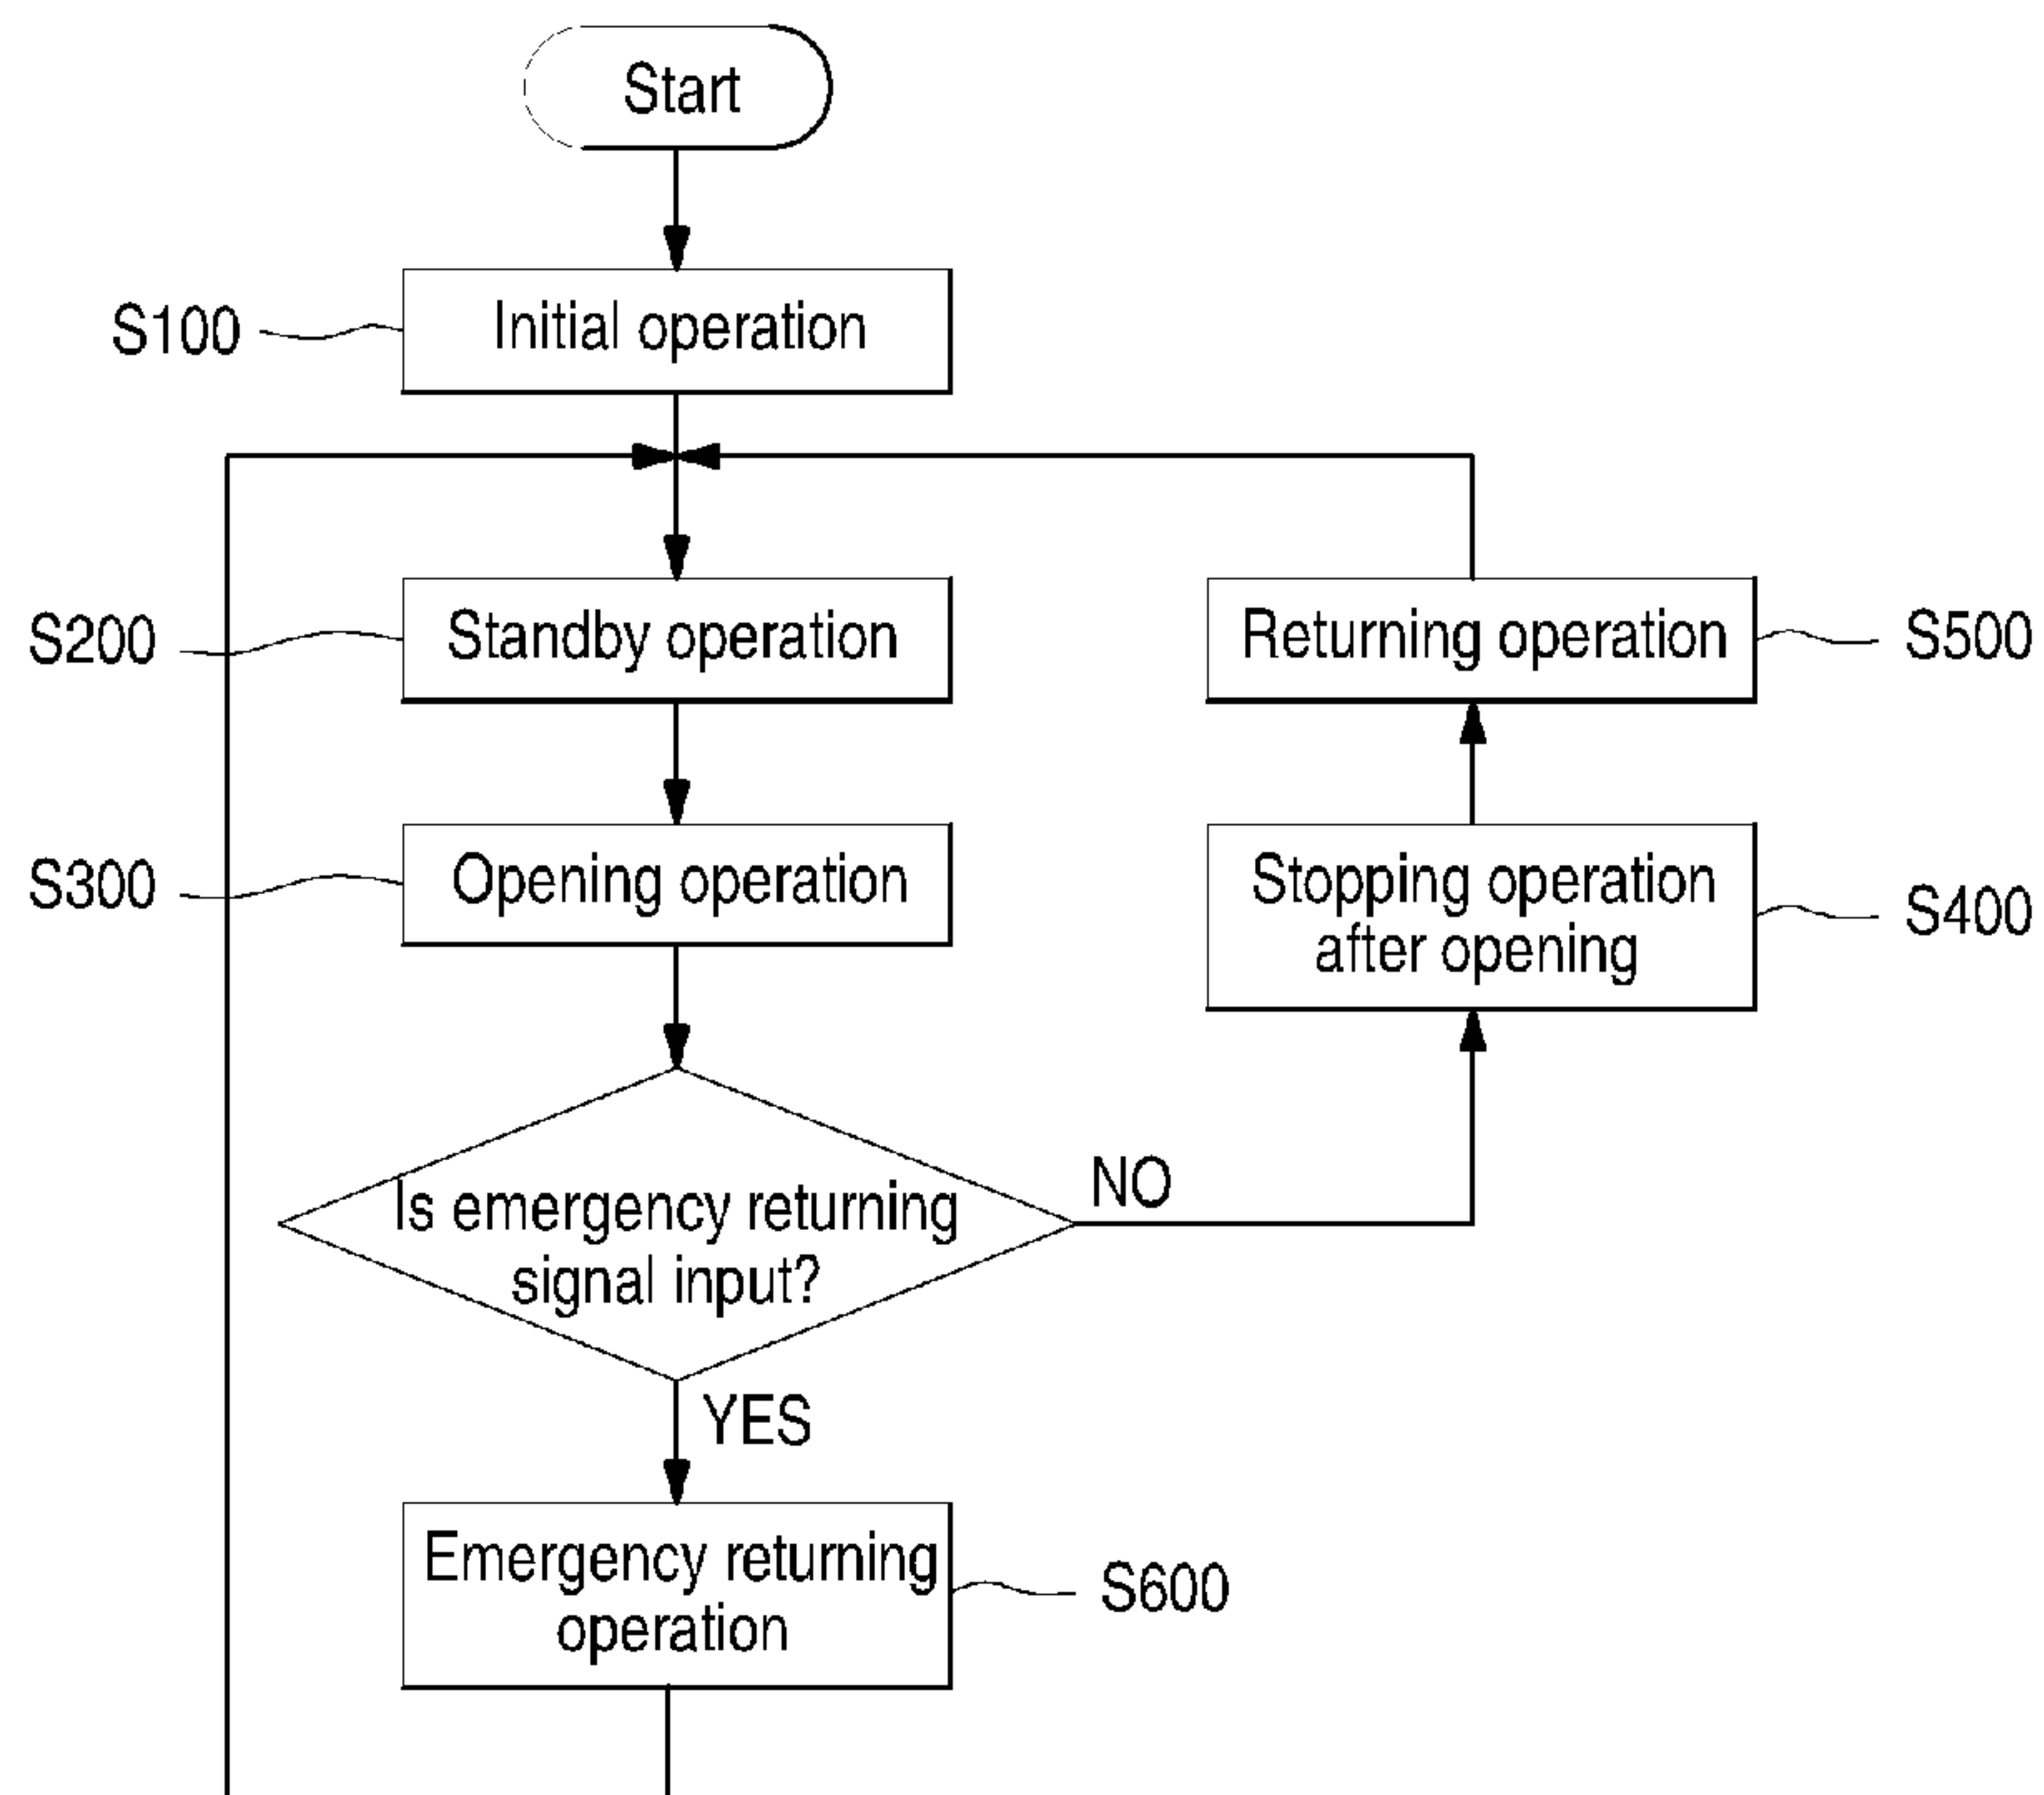 Start
S100
Initial operation
S200
Standby operation
Returning operation
S500
S300
Opening operation
Stopping operation
after opening
S400
Is emergency returning
signal input?
NO
YES
Emergency returning
operation
S600